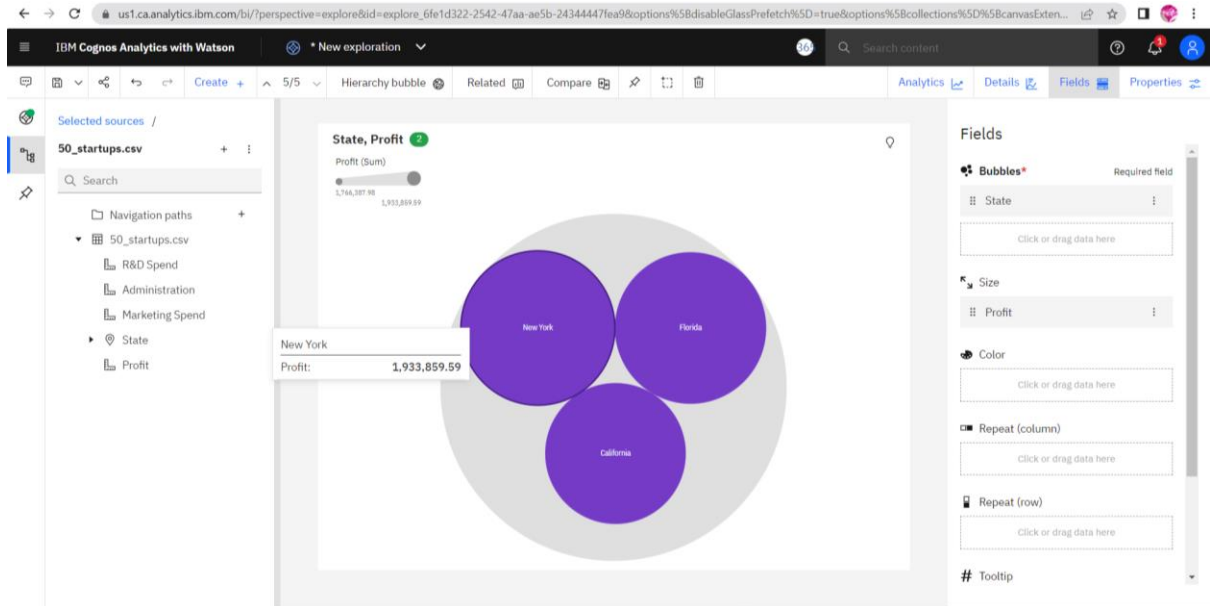 us1.ca.analytics.ibm.com/bi/?perspective=explore&id=explore_6fe1d322-2542-47aa-ae5b-24344447fea9&options%5BdisableGlassPrefetch%5D=true&options%5Bcollections%5D%5BcanvasExten...
IBM Cognos Analytics with Watson
* New exploration
Search content
Create +
5/5
Hierarchy bubble
Related
Compare
Analytics
Details
Fields
Properties
Selected sources /
50_startups.csv
Search
Navigation paths
50_startups.csv
R&D Spend
Administration
Marketing Spend
State
Profit
State, Profit 2
Profit (Sum)
1,933,859.59
New York
Florida
California
New York
Profit: 1,933,859.59
Fields
Bubbles* Required field
State
Click or drag data here
Size
Profit
Color
Click or drag data here
Repeat (column)
Click or drag data here
Repeat (row)
Click or drag data here
# Tooltip